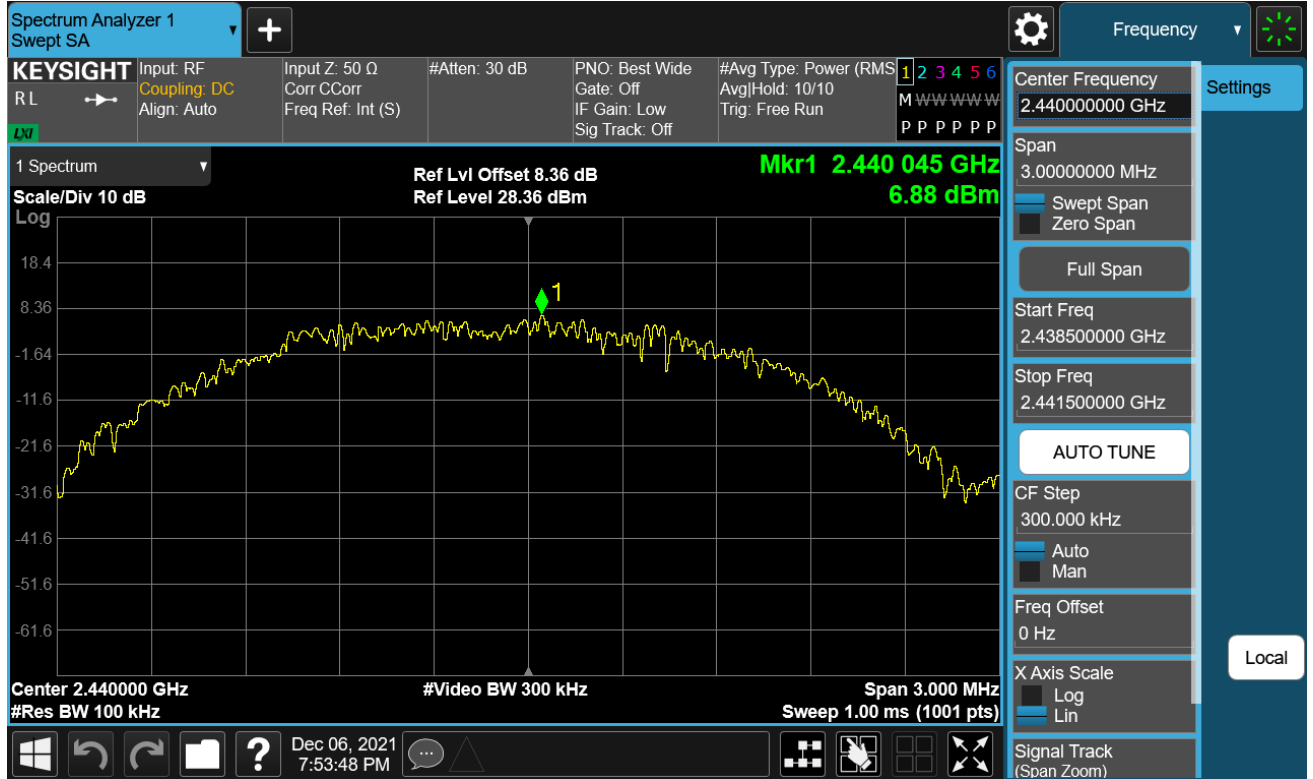 Spectrum Analyzer 1
Swept SA
Frequency
KEYSIGHT
R L
LXI
Input: RF
Coupling: DC
Align: Auto
Input Z: 50 Ω
Corr CCorr
Freq Ref: Int (S)
#Atten: 30 dB
PNO: Best Wide
Gate: Off
IF Gain: Low
Sig Track: Off
#Avg Type: Power (RMS
Avg|Hold: 10/10
Trig: Free Run
1 2 3 4 5 6
M W W W W W
P P P P P P
1 Spectrum
Scale/Div 10 dB
Log
Ref Lvl Offset 8.36 dB
Ref Level 28.36 dBm
Mkr1 2.440 045 GHz
6.88 dBm
18.4
8.36
-1.64
-11.6
-21.6
-31.6
-41.6
-51.6
-61.6
1
Center 2.440000 GHz
#Res BW 100 kHz
#Video BW 300 kHz
Span 3.000 MHz
Sweep 1.00 ms (1001 pts)
Center Frequency
2.440000000 GHz
Span
3.00000000 MHz
Swept Span
Zero Span
Full Span
Start Freq
2.438500000 GHz
Stop Freq
2.441500000 GHz
AUTO TUNE
CF Step
300.000 kHz
Auto
Man
Freq Offset
0 Hz
X Axis Scale
Log
Lin
Signal Track
(Span Zoom)
Settings
Local
?
Dec 06, 2021
7:53:48 PM